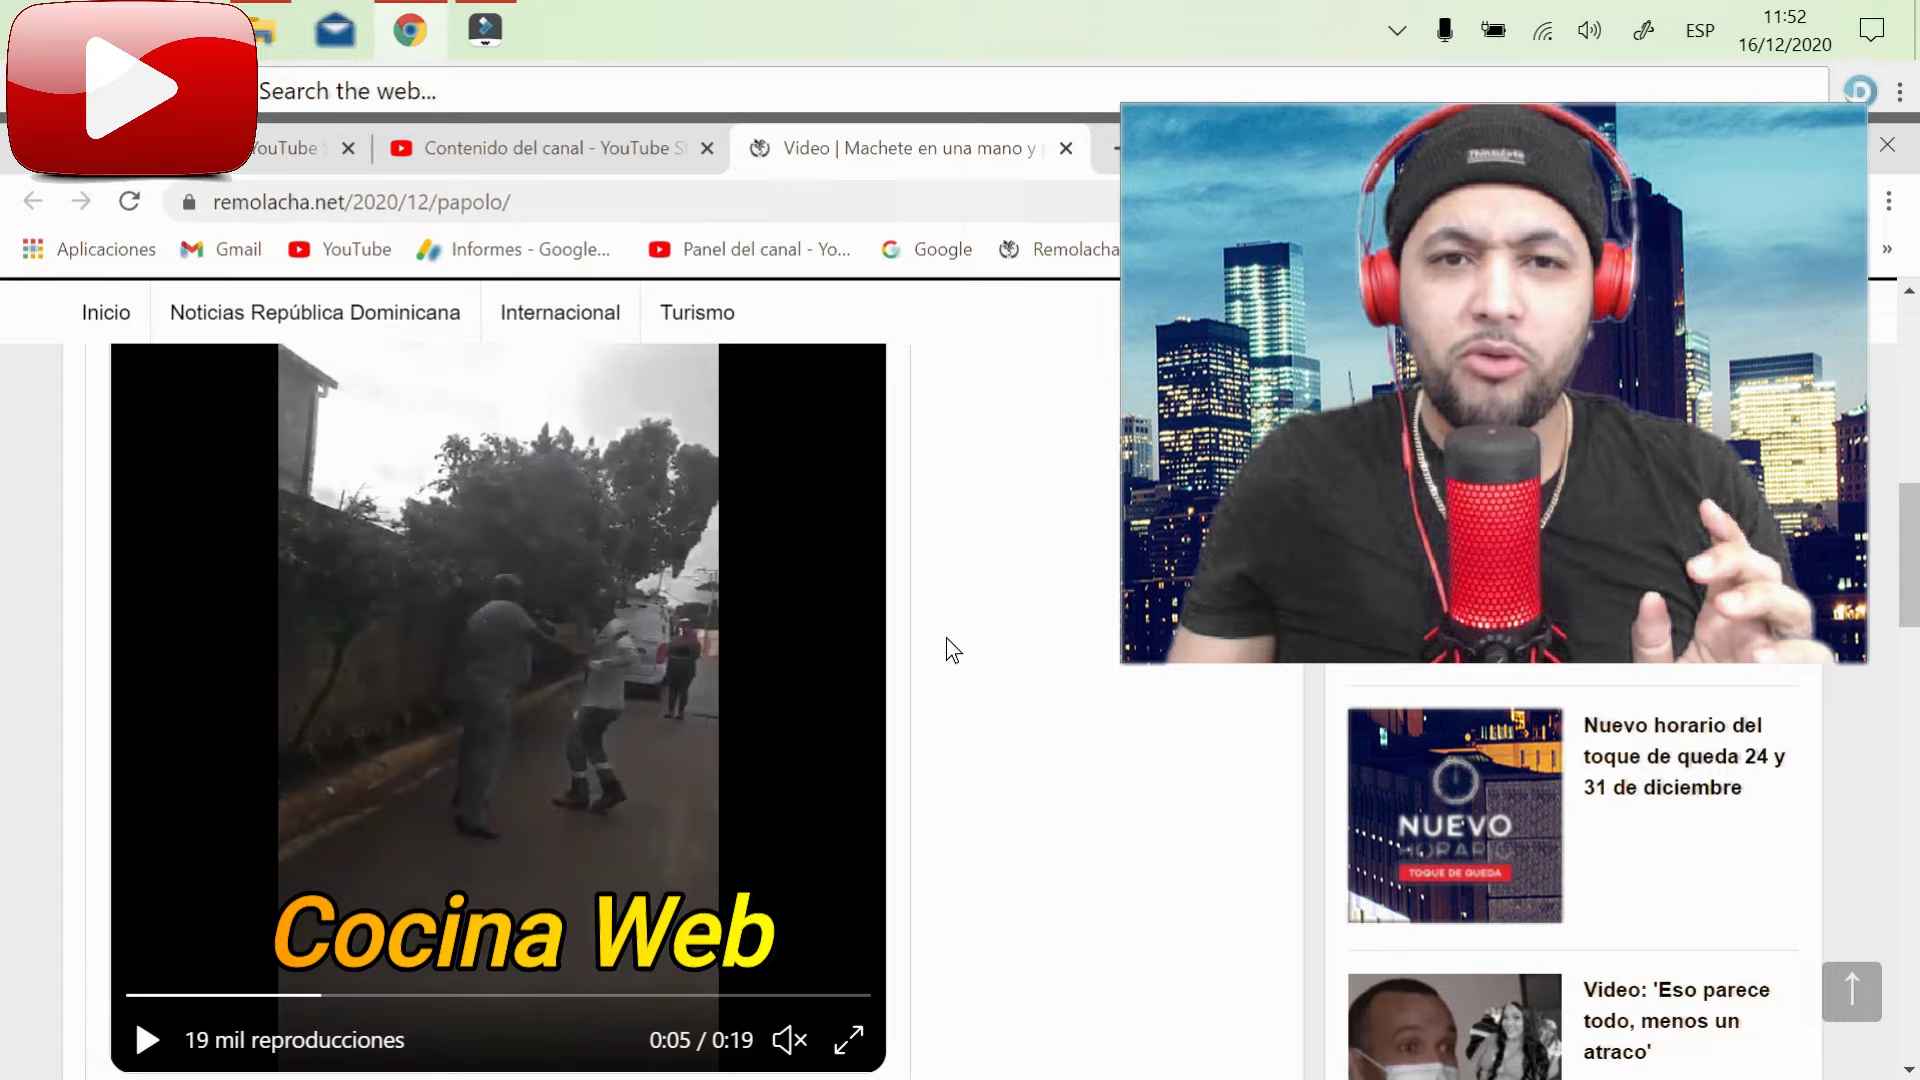 ESP
11:52
16/12/2020
Search the web...
YouTube S
Contenido del canal - YouTube S
Video | Machete en una mano y
remolacha.net/2020/12/papolo/
Aplicaciones
Gmail
YouTube
Informes - Google...
Panel del canal - Yo...
Google
Remolacha
Inicio
Noticias República Dominicana
Internacional
Turismo
Cocina Web
19 mil reproducciones
0:05 / 0:19
Nuevo horario del
toque de queda 24 y
31 de diciembre
NUEVO
HORARIO
TOQUE DE QUEDA
Video: 'Eso parece
todo, menos un
atraco'